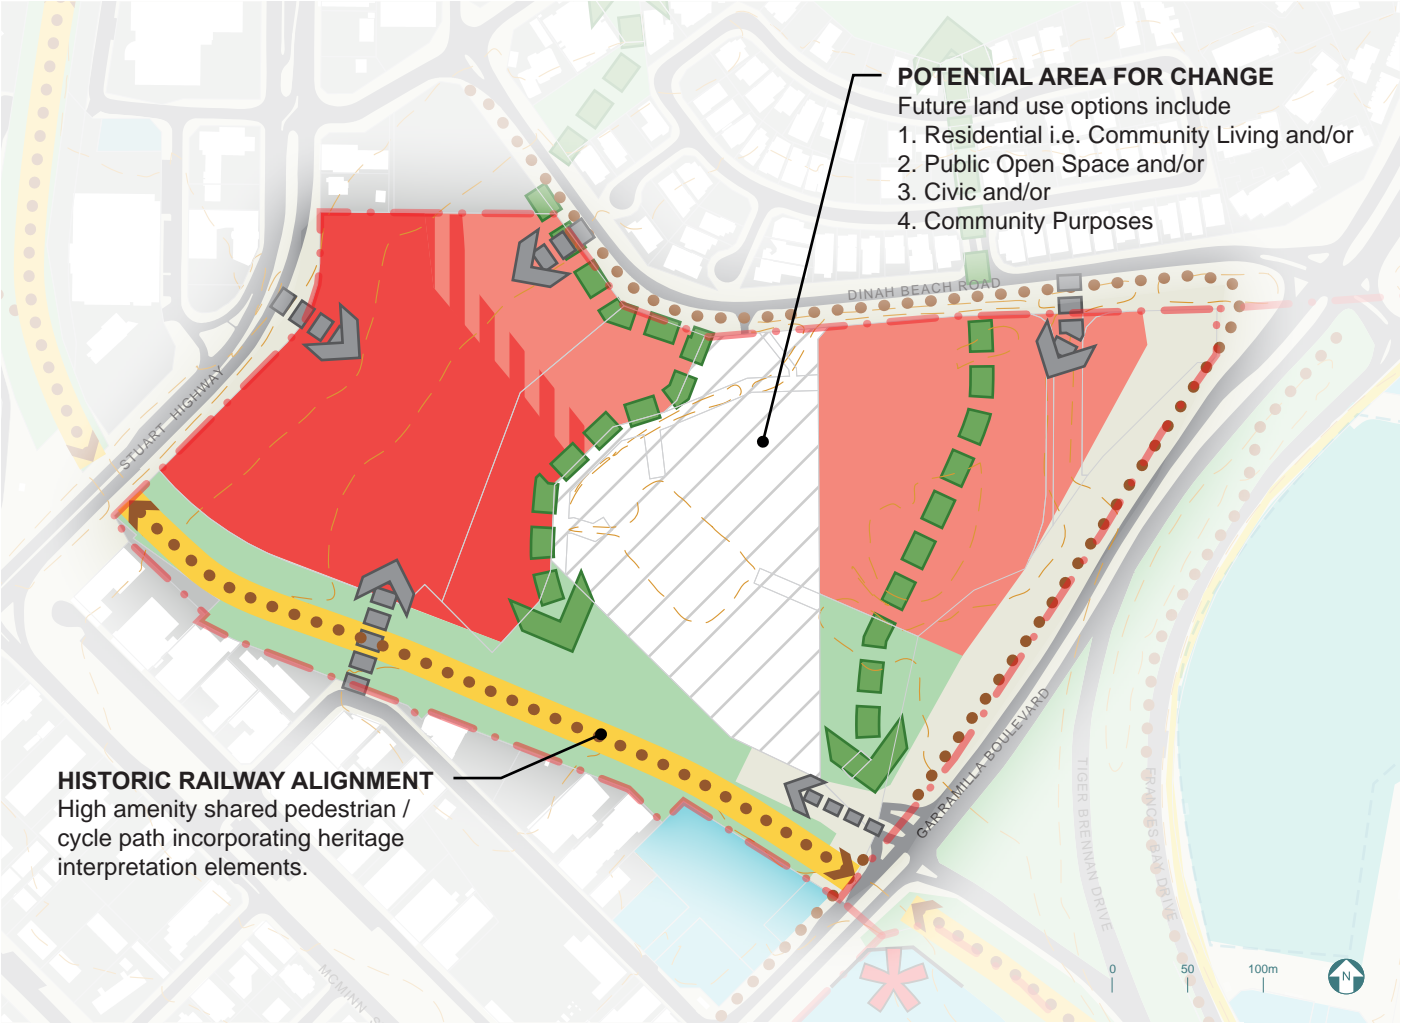 POTENTIAL AREA FOR CHANGE
Future land use options include
1. Residential i.e. Community Living and/or
2. Public Open Space and/or
3. Civic and/or
4. Community Purposes
DINAH BEACH ROAD
STUART HIGHWAY
HISTORIC RAILWAY ALIGNMENT
High amenity shared pedestrian /
cycle path incorporating heritage
interpretation elements.
GARRAMILLA BOULEVARD
TIGER BRENNAN DRIVE
FRANCES BAY DRIVE
MCMINN
0 50 100m
N